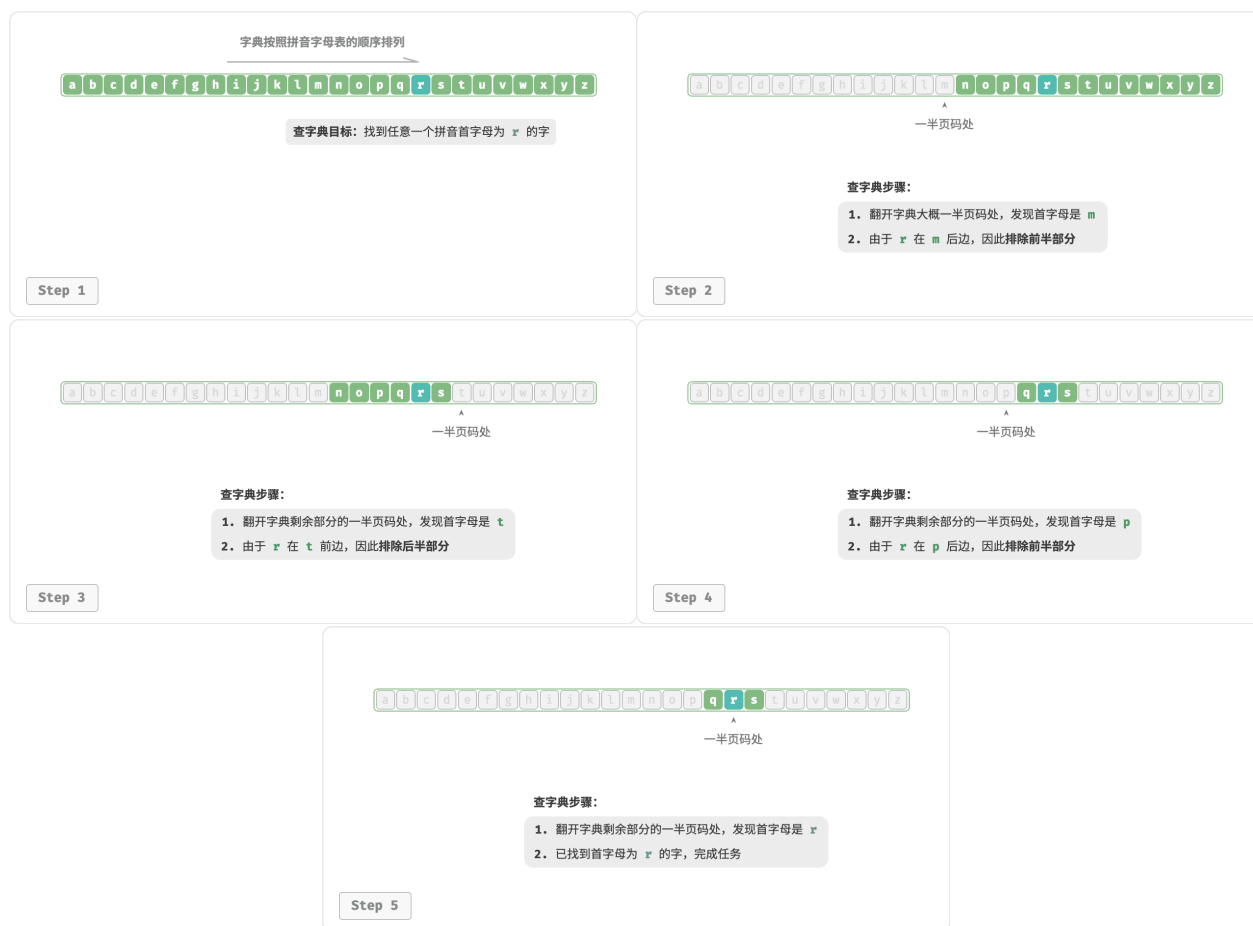 字典按照拼音字母表的顺序排列
a b c d e f g h i j k l m n o p q r s t u v w x y z
查字典目标：找到任意一个拼音首字母为 r 的字
Step 1
a b c d e f g h i j k l m n o p q r s t u v w x y z
一半页码处
查字典步骤：
1. 翻开字典大概一半页码处，发现首字母是 m
2. 由于 r 在 m 后边，因此排除前半部分
Step 2
a b c d e f g h i j k l m n o p q r s t u v w x y z
一半页码处
查字典步骤：
1. 翻开字典剩余部分的一半页码处，发现首字母是 t
2. 由于 r 在 t 前边，因此排除后半部分
Step 3
a b c d e f g h i j k l m n o p q r s t u v w x y z
一半页码处
查字典步骤：
1. 翻开字典剩余部分的一半页码处，发现首字母是 p
2. 由于 r 在 p 后边，因此排除前半部分
Step 4
a b c d e f g h i j k l m n o p q r s t u v w x y z
一半页码处
查字典步骤：
1. 翻开字典剩余部分的一半页码处，发现首字母是 r
2. 已找到首字母为 r 的字，完成任务
Step 5